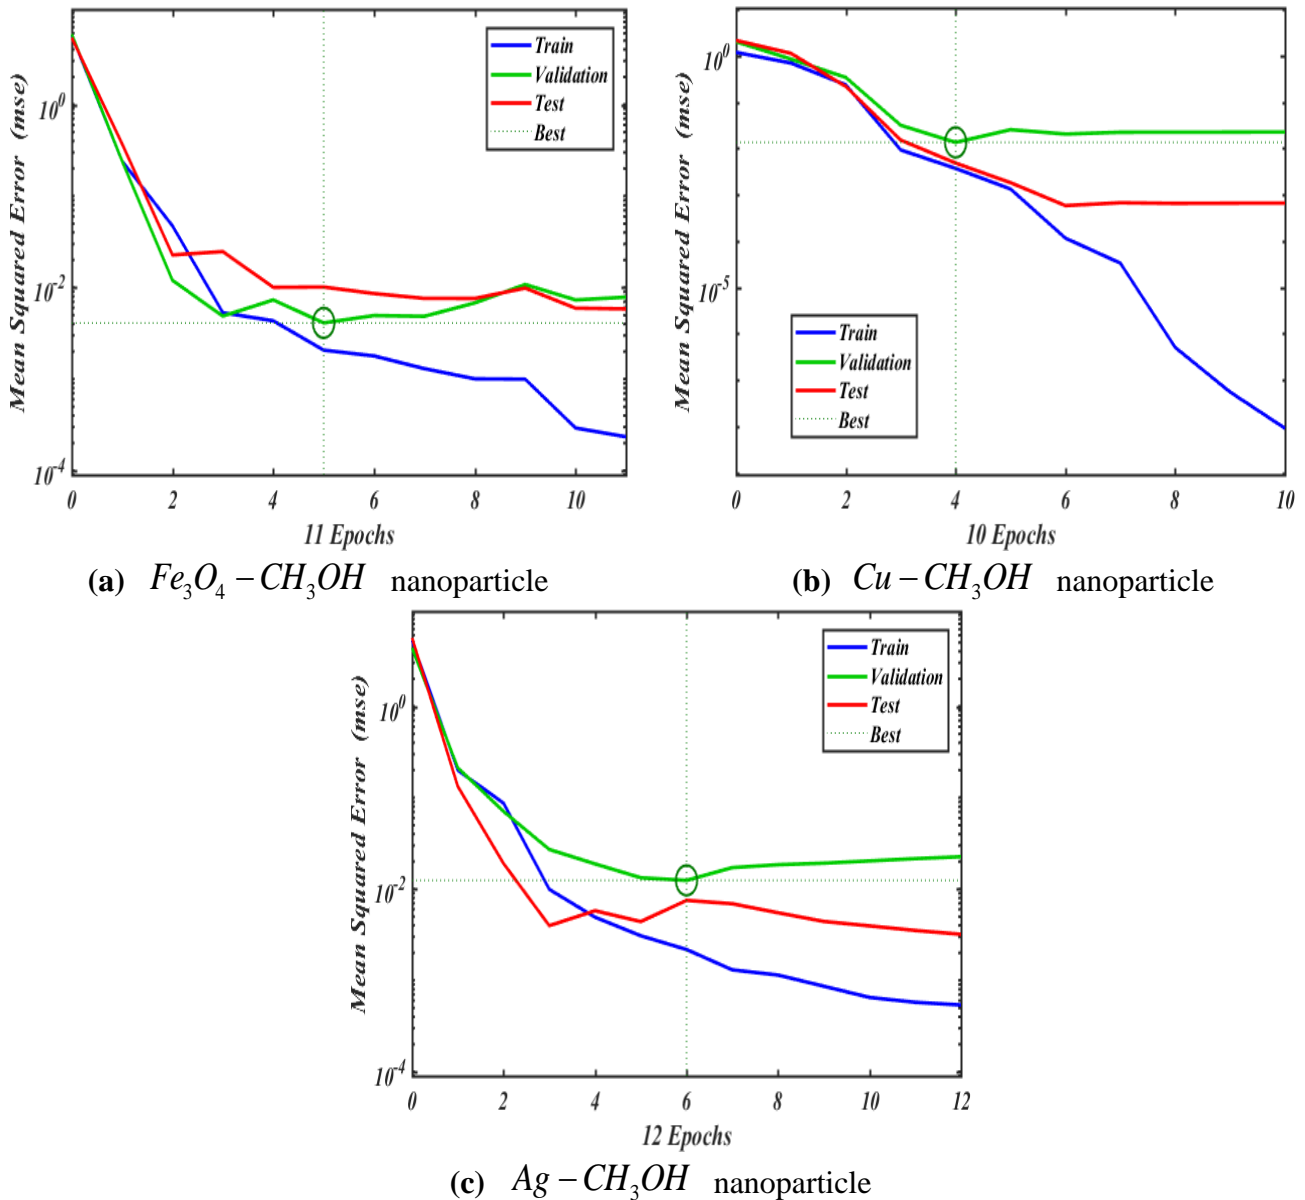 Mean Squared Error (mse)
10^0
10^-2
10^-4
Train
Validation
Test
Best
0 2 4 6 8 10
11 Epochs
(a) Fe₃O₄ – CH₃OH nanoparticle
Mean Squared Error (mse)
10^0
10^-5
Train
Validation
Test
Best
0 2 4 6 8 10
10 Epochs
(b) Cu – CH₃OH nanoparticle
Mean Squared Error (mse)
10^0
10^-2
10^-4
Train
Validation
Test
Best
0 2 4 6 8 10 12
12 Epochs
(c) Ag – CH₃OH nanoparticle